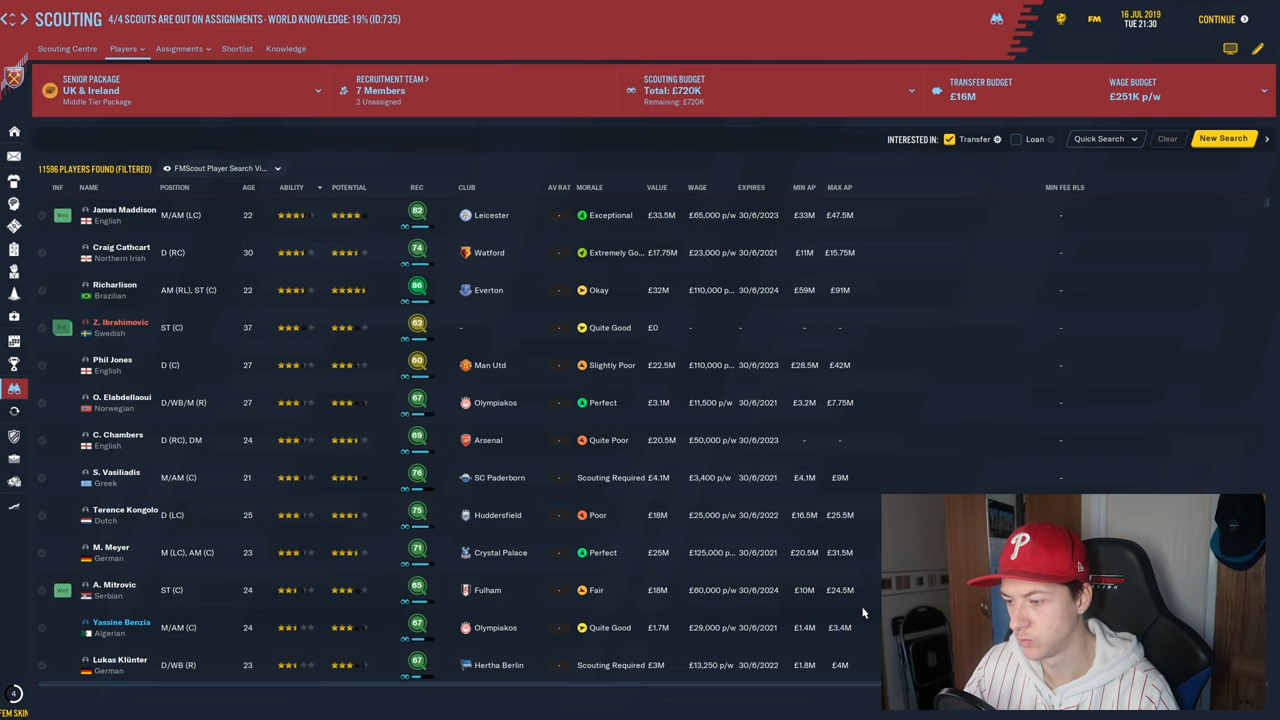 SCOUTING 4/4 SCOUTS ARE OUT ON ASSIGNMENTS - WORLD KNOWLEDGE: 19% (ID:735) FM 16 JUL 2019 TUE 21:30 CONTINUE
Scouting Centre Players Assignments Shortlist Knowledge
SENIOR PACKAGE RECRUITMENT TEAM > SCOUTING BUDGET TRANSFER BUDGET WAGE BUDGET
UK & Ireland 7 Members Total: £720K £16M £251K p/w
Middle Tier Package 2 Unassigned Remaining: £720K
INTERESTED IN: Transfer Loan Quick Search Clear New Search
11596 PLAYERS FOUND (FILTERED) FMScout Player Search Vi...
INF NAME POSITION AGE ABILITY POTENTIAL REC CLUB AV RAT MORALE VALUE WAGE EXPIRES MIN AP MAX AP MIN FEE RLS
Wnt James Maddison English M/AM (LC) 22 82 Leicester - Exceptional £33.5M £65,000 p/w 30/6/2023 £33M £47.5M -
Craig Cathcart Northern Irish D (RC) 30 74 Watford - Extremely Go... £17.75M £23,000 p/w 30/6/2021 £11M £15.75M -
Richarlison Brazilian AM (RL), ST (C) 22 86 Everton - Okay £32M £110,000 p... 30/6/2024 £59M £91M -
Z. Ibrahimovic Swedish ST (C) 37 62 - - Quite Good £0 - - - - -
Phil Jones English D (C) 27 60 Man Utd - Slightly Poor £22.5M £110,000 p... 30/6/2023 £28.5M £42M -
O. Elabdellaoui Norwegian D/WB/M (R) 27 67 Olympiakos - Perfect £3.1M £11,500 p/w 30/6/2021 £3.2M £7.75M -
C. Chambers English D (RC), DM 24 69 Arsenal - Quite Poor £20.5M £50,000 p/w 30/6/2023 - - -
S. Vasiliadis Greek M/AM (C) 21 76 SC Paderborn - Scouting Required £4.1M £3,400 p/w 30/6/2021 £4.1M £9M -
Terence Kongolo Dutch D (LC) 25 75 Huddersfield - Poor £18M £25,000 p/w 30/6/2022 £16.5M £25.5M
M. Meyer German M (LC), AM (C) 23 71 Crystal Palace - Perfect £25M £125,000 p... 30/6/2021 £20.5M £31.5M
Wnt A. Mitrovic Serbian ST (C) 24 65 Fulham - Fair £18M £60,000 p/w 30/6/2024 £10M £24.5M
Yassine Benzia Algerian M/AM (C) 24 67 Olympiakos - Quite Good £1.7M £29,000 p/w 30/6/2021 £1.4M £3.4M
Lukas Klünter German D/WB (R) 23 67 Hertha Berlin - Scouting Required £3M £13,250 p/w 30/6/2022 £1.8M £4M
4
FEM SKIN
P